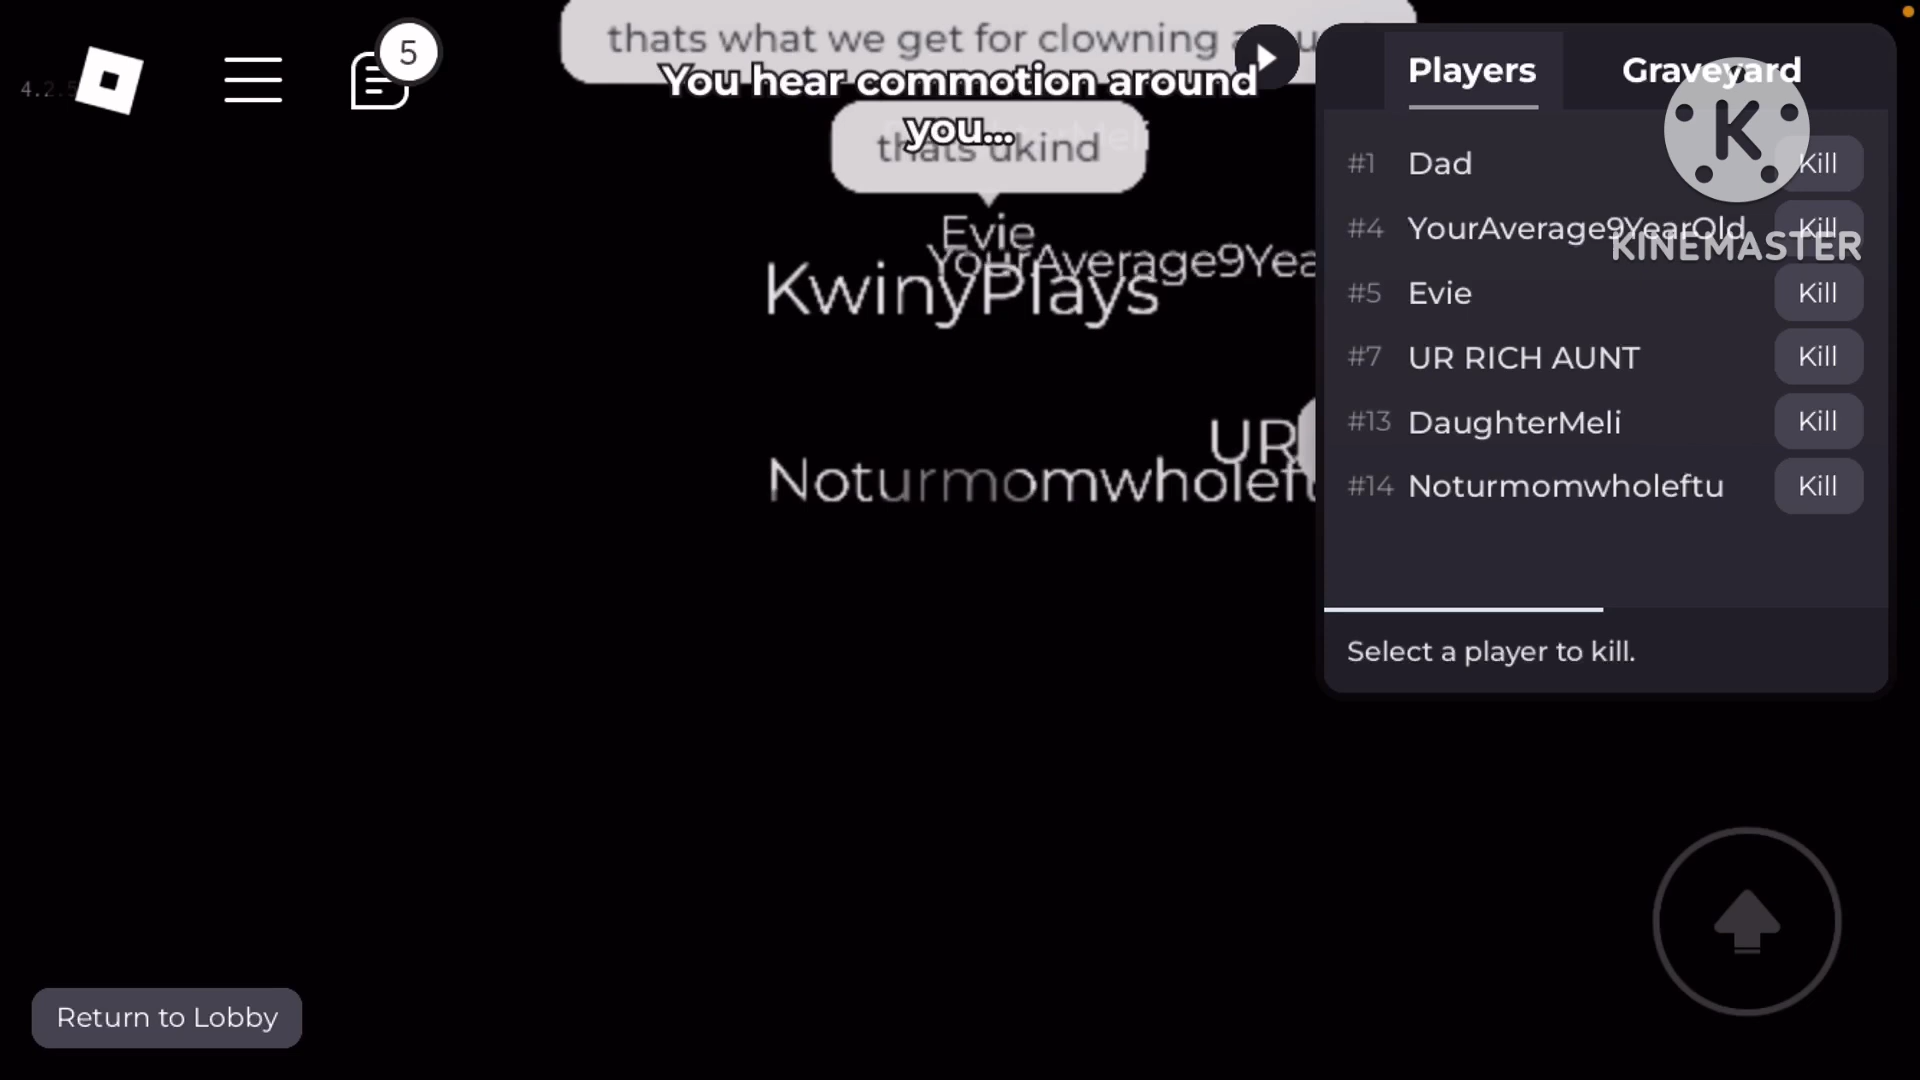 thats what we get for clowning
You hear commotion around
you...
thats ukind
Evie
YourAverage9Yea
KwinyPlays
UR
Noturmomwholeft
4.2.5
5
Players
Graveyard
#1 Dad Kill
#4 YourAverage9YearOld Kill
KINEMASTER
#5 Evie Kill
#7 UR RICH AUNT Kill
#13 DaughterMeli Kill
#14 Noturmomwholeftu Kill
Select a player to kill.
Return to Lobby
K